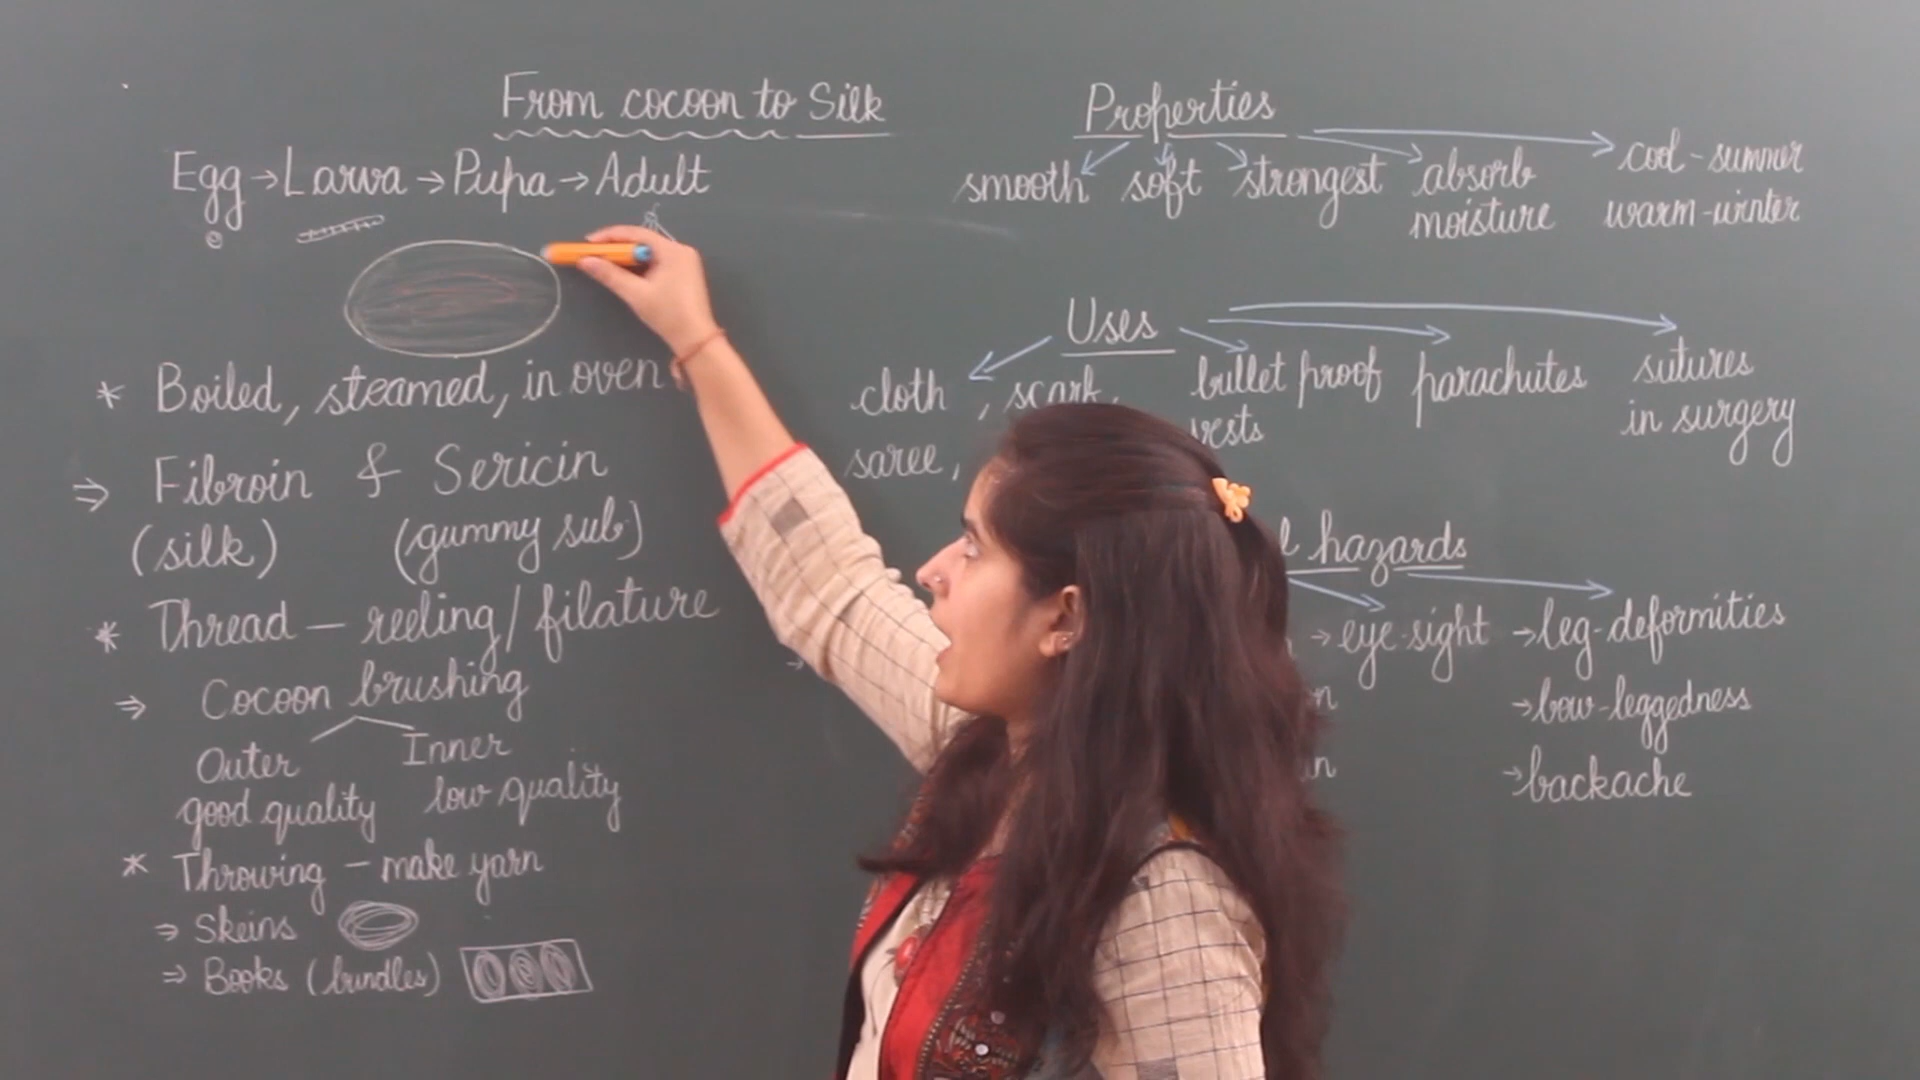 From cocoon to Silk
Egg → Larva → Pupa → Adult
* Boiled, steamed, in oven
⇒ Fibroin & Sericin
(silk) (gummy sub.)
* Thread – reeling/filature
⇒ Cocoon brushing
Outer Inner
good quality low quality
* Throwing – make yarn
⇒ Skeins
⇒ Books (bundles)
Properties
smooth soft strongest absorb moisture cool-summer
warm-winter
Uses
cloth, scarf, bullet proof parachutes sutures
saree, vests in surgery
hazards
→ eye-sight → leg-deformities
→ bow-leggedness
→ backache